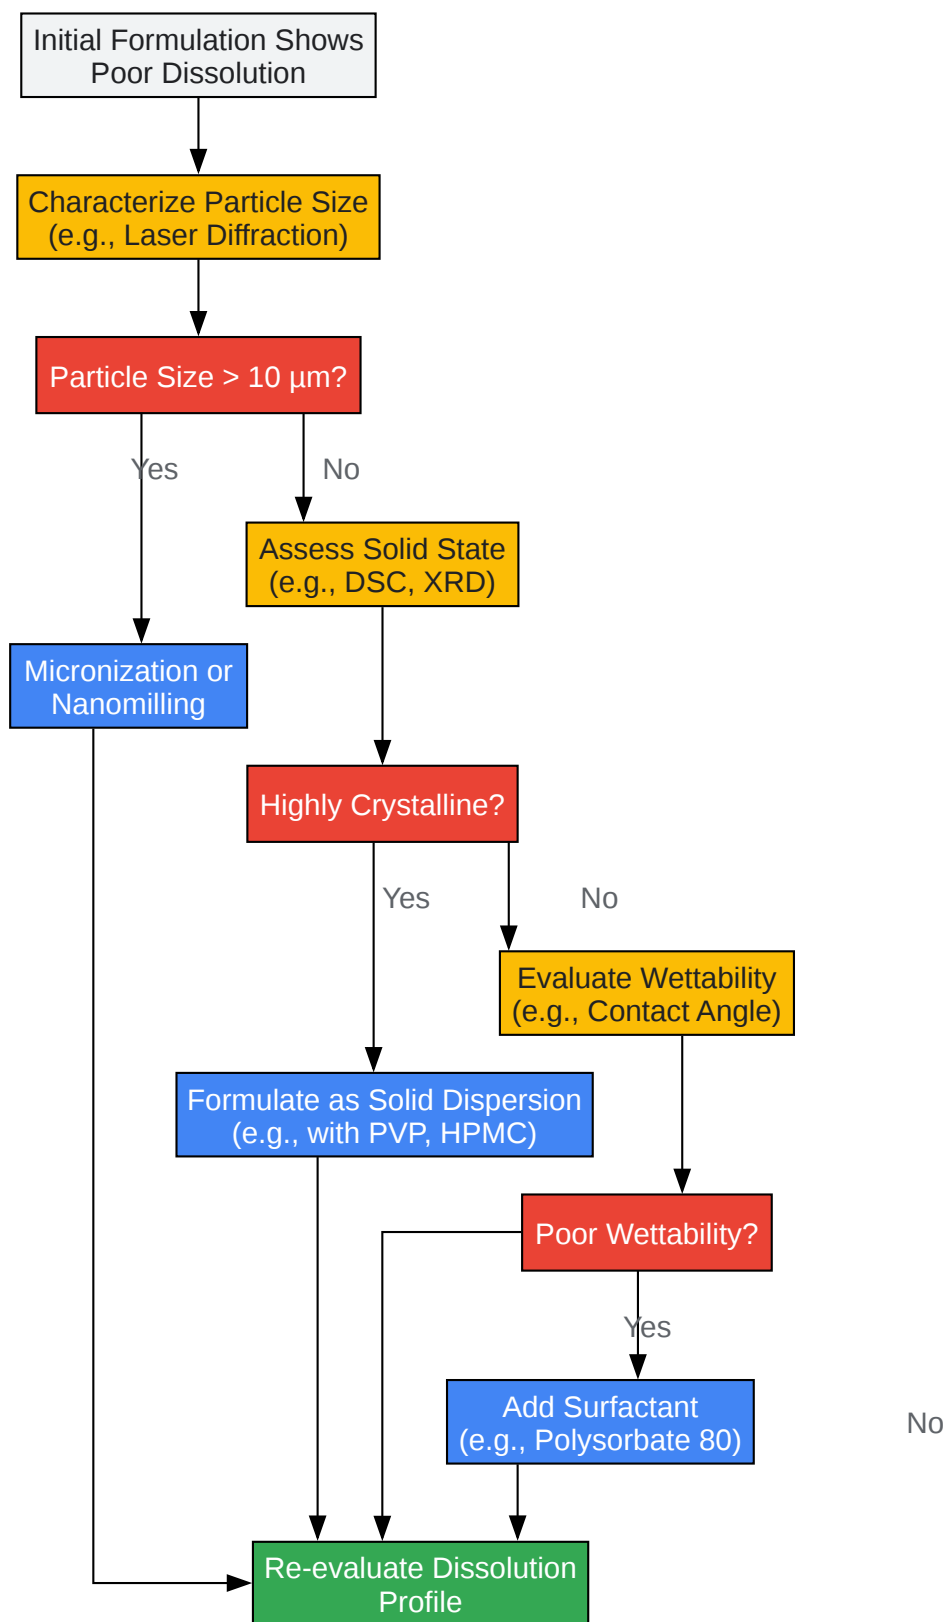 Initial Formulation Shows
Poor Dissolution
Characterize Particle Size
(e.g., Laser Diffraction)
Particle Size > 10 µm?
Yes
No
Assess Solid State
(e.g., DSC, XRD)
Micronization or
Nanomilling
Highly Crystalline?
Yes
No
Evaluate Wettability
(e.g., Contact Angle)
Formulate as Solid Dispersion
(e.g., with PVP, HPMC)
Poor Wettability?
Yes
Add Surfactant
(e.g., Polysorbate 80)
No
Re-evaluate Dissolution
Profile